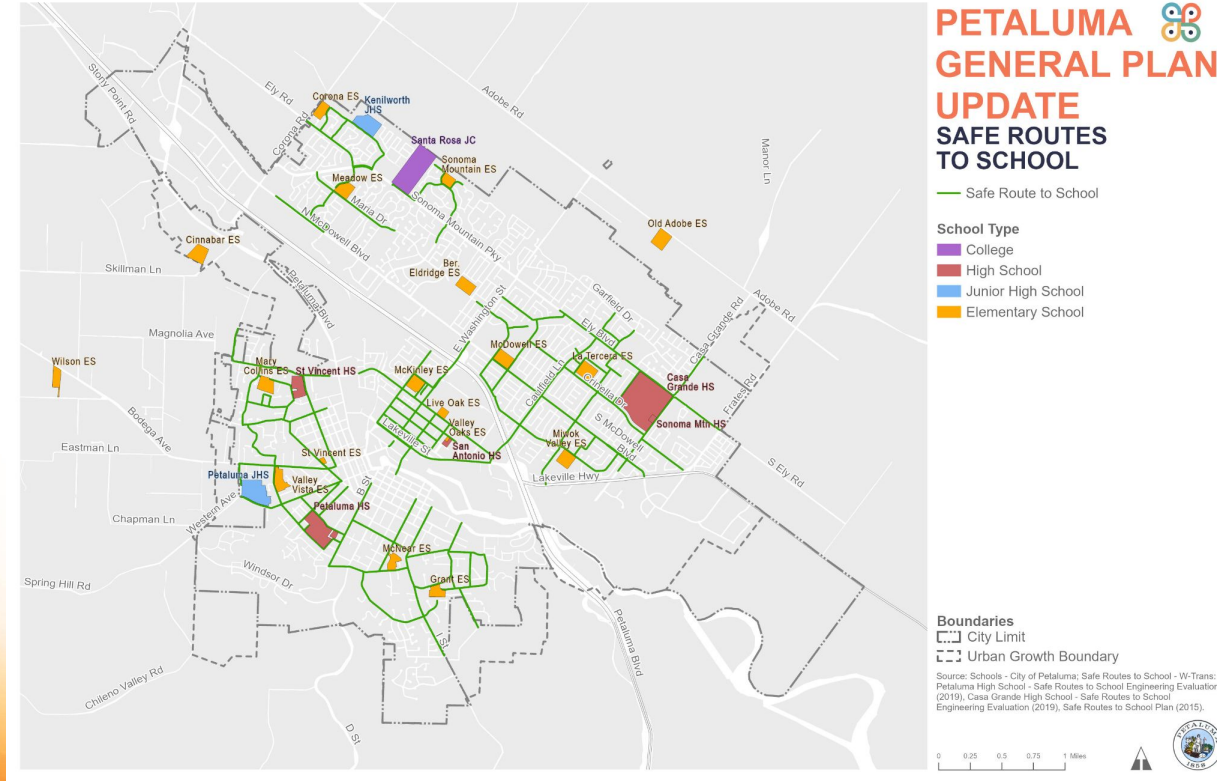 PETALUMA
GENERAL PLAN
UPDATE
SAFE ROUTES
TO SCHOOL
Safe Route to School
School Type
College
High School
Junior High School
Elementary School
Boundaries
City Limit
Urban Growth Boundary
Source: Schools - City of Petaluma; Safe Routes to School - W-Trans:
Petaluma High School - Safe Routes to School Engineering Evaluation
(2019), Casa Grande High School - Safe Routes to School
Engineering Evaluation (2019), Safe Routes to School Plan (2015).
0 0.25 0.5 0.75 1 Miles
PETALUMA
1858
Stony Point Rd
Ely Rd
Corona ES
Kenilworth
JHS
Adobe Rd
Corona Rd
Santa Rosa JC
Manor Ln
Sonoma
Mountain ES
Meadow ES
Maria Dr
N McDowell Blvd
Sonoma Mountain Pky
Old Adobe ES
Cinnabar ES
Skillman Ln
Ber.
Eldridge ES
Petaluma Blvd
Garfield Dr
Adobe Rd
Casa Grande Rd
E Washington St
Ely Blvd
Magnolia Ave
McDowell ES
La Tercera ES
Wilson ES
Mary
Collins ES
St Vincent HS
McKinley ES
Caulfield Ln
Crinella Dr
Casa
Grande HS
Frates Rd
Live Oak ES
Valley
Oaks ES
Sonoma Mtn HS
S McDowell
Blvd
Bodega Ave
Lakeville St
Miwok
Valley ES
Eastman Ln
St Vincent ES
San
Antonio HS
S Ely Rd
Lakeville Hwy
Petaluma JHS
Valley
Vista ES
B St
Petaluma HS
Western Ave
Chapman Ln
McNear ES
Windsor Dr
Grant ES
Spring Hill Rd
I St
Petaluma Blvd
Chileno Valley Rd
D St